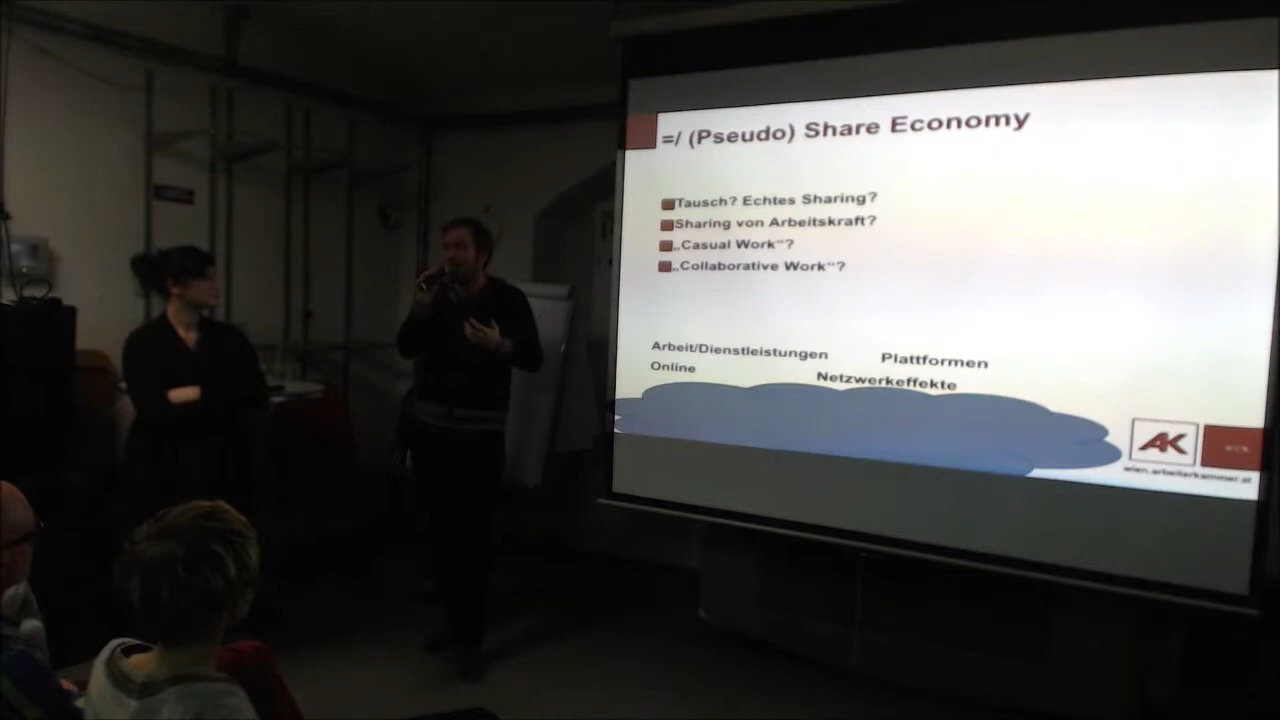 =/ (Pseudo) Share Economy
Tausch? Echtes Sharing?
Sharing von Arbeitskraft?
„Casual Work“?
„Collaborative Work“?
Arbeit/Dienstleistungen
Plattformen
Online
Netzwerkeffekte
AK
wien.arbeiterkammer.at